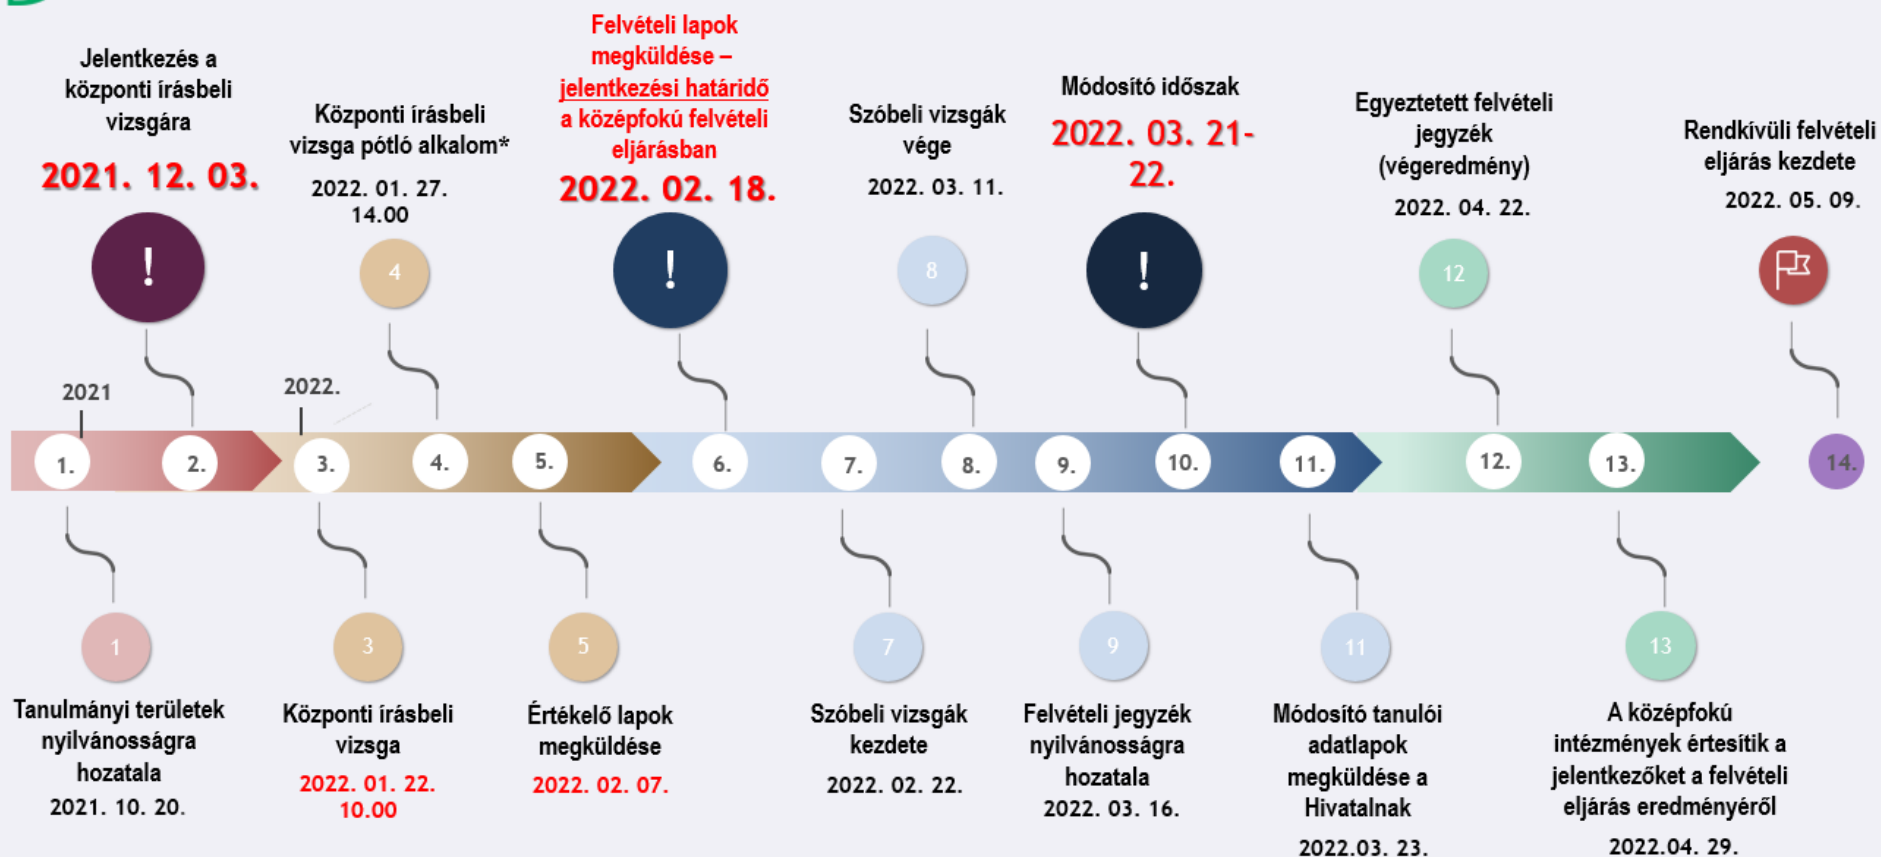 Jelentkezés a
központi írásbeli
vizsgára
2021. 12. 03.
!
Központi írásbeli
vizsga pótló alkalom*
2022. 01. 27.
14.00
4
Felvételi lapok
megküldése –
jelentkezési határidő
a középfokú felvételi
eljárásban
2022. 02. 18.
!
Szóbeli vizsgák
vége
2022. 03. 11.
8
Módosító időszak
2022. 03. 21-
22.
!
Egyeztetett felvételi
jegyzék
(végeredmény)
2022. 04. 22.
12
Rendkívüli felvételi
eljárás kezdete
2022. 05. 09.
2021
2022.
1.
2.
3.
4.
5.
6.
7.
8.
9.
10.
11.
12.
13.
14.
1
Tanulmányi területek
nyilvánosságra
hozatala
2021. 10. 20.
3
Központi írásbeli
vizsga
2022. 01. 22.
10.00
5
Értékelő lapok
megküldése
2022. 02. 07.
7
Szóbeli vizsgák
kezdete
2022. 02. 22.
9
Felvételi jegyzék
nyilvánosságra
hozatala
2022. 03. 16.
11
Módosító tanulói
adatlapok
megküldése a
Hivatalnak
2022.03. 23.
13
A középfokú
intézmények értesítik a
jelentkezőket a felvételi
eljárás eredményéről
2022.04. 29.